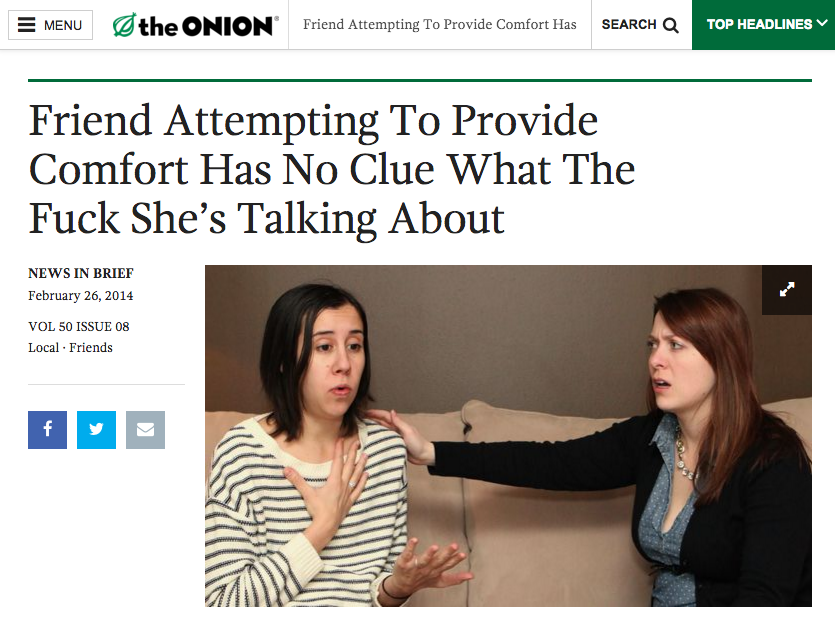 MENU
the ONION®
Friend Attempting To Provide Comfort Has
SEARCH
TOP HEADLINES
Friend Attempting To Provide
Comfort Has No Clue What The
Fuck She’s Talking About
NEWS IN BRIEF
February 26, 2014
VOL 50 ISSUE 08
Local · Friends
f